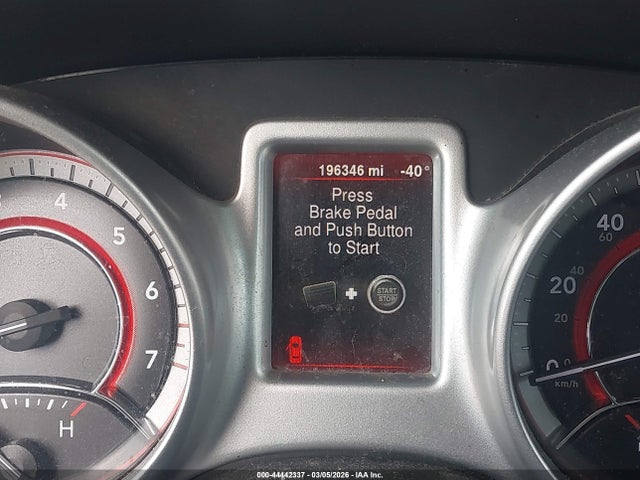 196346 mi -40°
Press
Brake Pedal
and Push Button
to Start
START
STOP
4
5
6
7
H
40
60
20
40
20
0 0
km/h
000-44442337 | 03/05/2026 | IAA Inc.